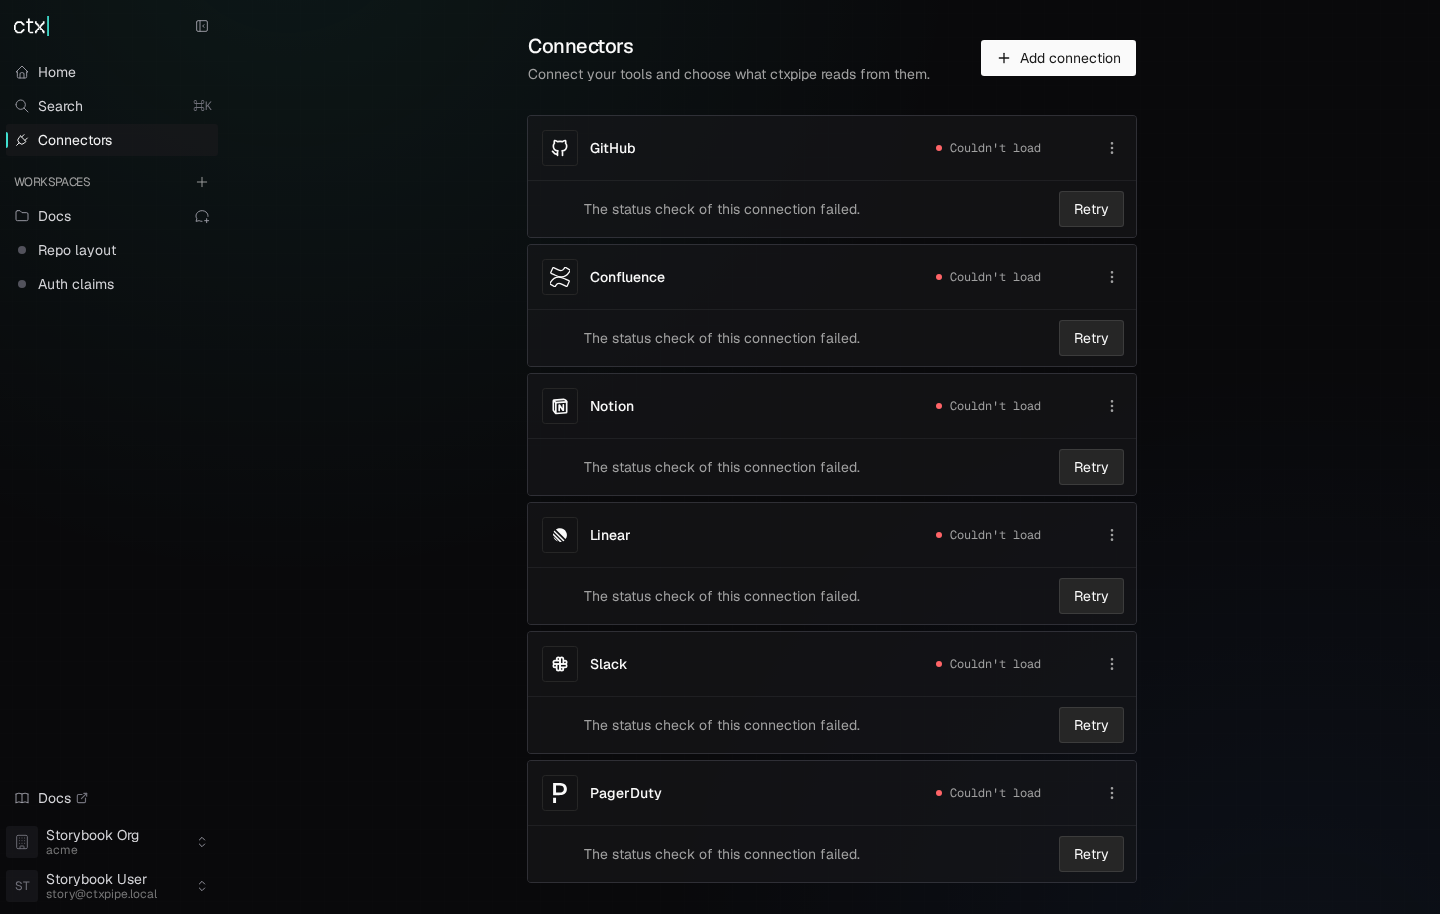 ctx
Home
Search ⌘K
Connectors
WORKSPACES
Docs
Repo layout
Auth claims
Docs
Storybook Org
acme
ST
Storybook User
story@ctxpipe.local
Connectors
Connect your tools and choose what ctxpipe reads from them.
Add connection
GitHub Couldn't load
The status check of this connection failed. Retry
Confluence Couldn't load
The status check of this connection failed. Retry
Notion Couldn't load
The status check of this connection failed. Retry
Linear Couldn't load
The status check of this connection failed. Retry
Slack Couldn't load
The status check of this connection failed. Retry
PagerDuty Couldn't load
The status check of this connection failed. Retry